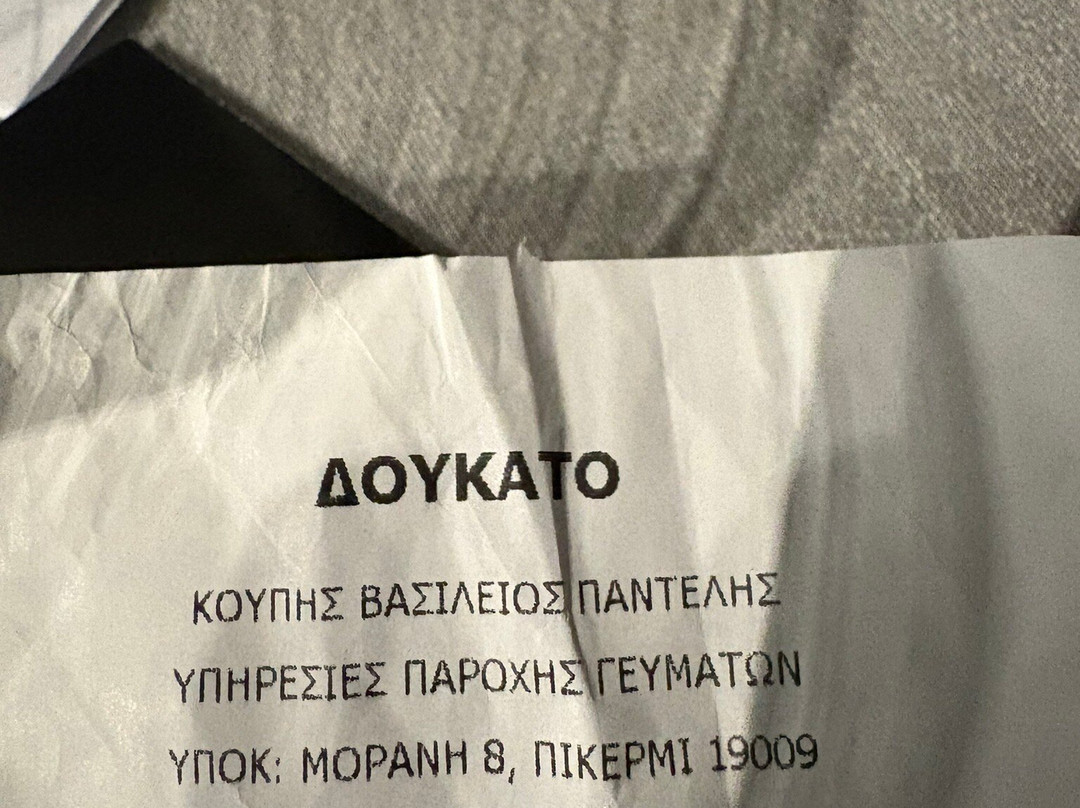 ΔΟΥΚΑΤΟ
ΚΟΥΠΗΣ ΒΑΣΙΛΕΙΟΣ ΠΑΝΤΕΛΗΣ
ΥΠΗΡΕΣΙΕΣ ΠΑΡΟΧΗΣ ΓΕΥΜΑΤΩΝ
ΥΠΟΚ: ΜΟΡΑΝΗ 8, ΠΙΚΕΡΜΙ 19009